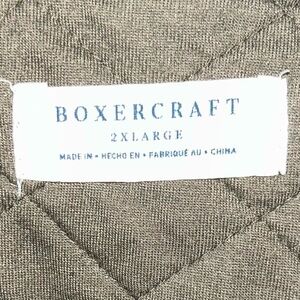 BOXERCRAFT
2XLARGE
MADE IN • HECHO EN • FABRIQUÉ AU • CHINA